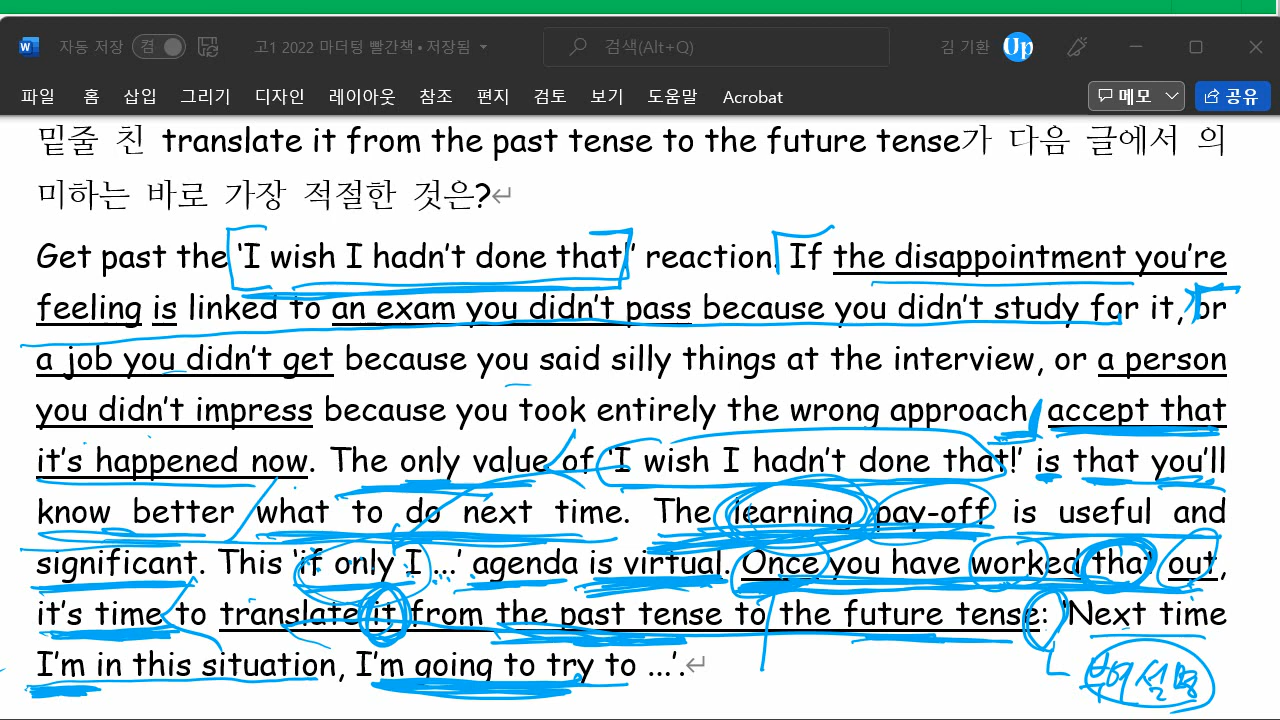 자동 저장 켬 고1 2022 마더텅 빨간책 • 저장됨 검색(Alt+Q) 김 기환 Up
파일 홈 삽입 그리기 디자인 레이아웃 참조 편지 검토 보기 도움말 Acrobat 메모 공유
밑줄 친 translate it from the past tense to the future tense가 다음 글에서 의
미하는 바로 가장 적절한 것은?
Get past the ‘I wish I hadn’t done that!’ reaction. If the disappointment you’re
feeling is linked to an exam you didn’t pass because you didn’t study for it, or
a job you didn’t get because you said silly things at the interview, or a person
you didn’t impress because you took entirely the wrong approach, accept that
it’s happened now. The only value of ‘I wish I hadn’t done that!’ is that you’ll
know better what to do next time. The learning pay-off is useful and
significant. This ‘if only I ...’ agenda is virtual. Once you have worked that out,
it’s time to translate it from the past tense to the future tense: ‘Next time
I’m in this situation, I’m going to try to ...’.
부여설명